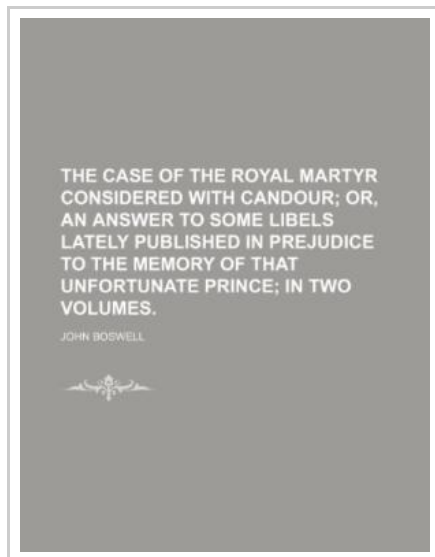 THE CASE OF THE ROYAL MARTYR
CONSIDERED WITH CANDOUR; OR,
AN ANSWER TO SOME LIBELS
LATELY PUBLISHED IN PREJUDICE
TO THE MEMORY OF THAT
UNFORTUNATE PRINCE; IN TWO
VOLUMES.
JOHN BOSWELL